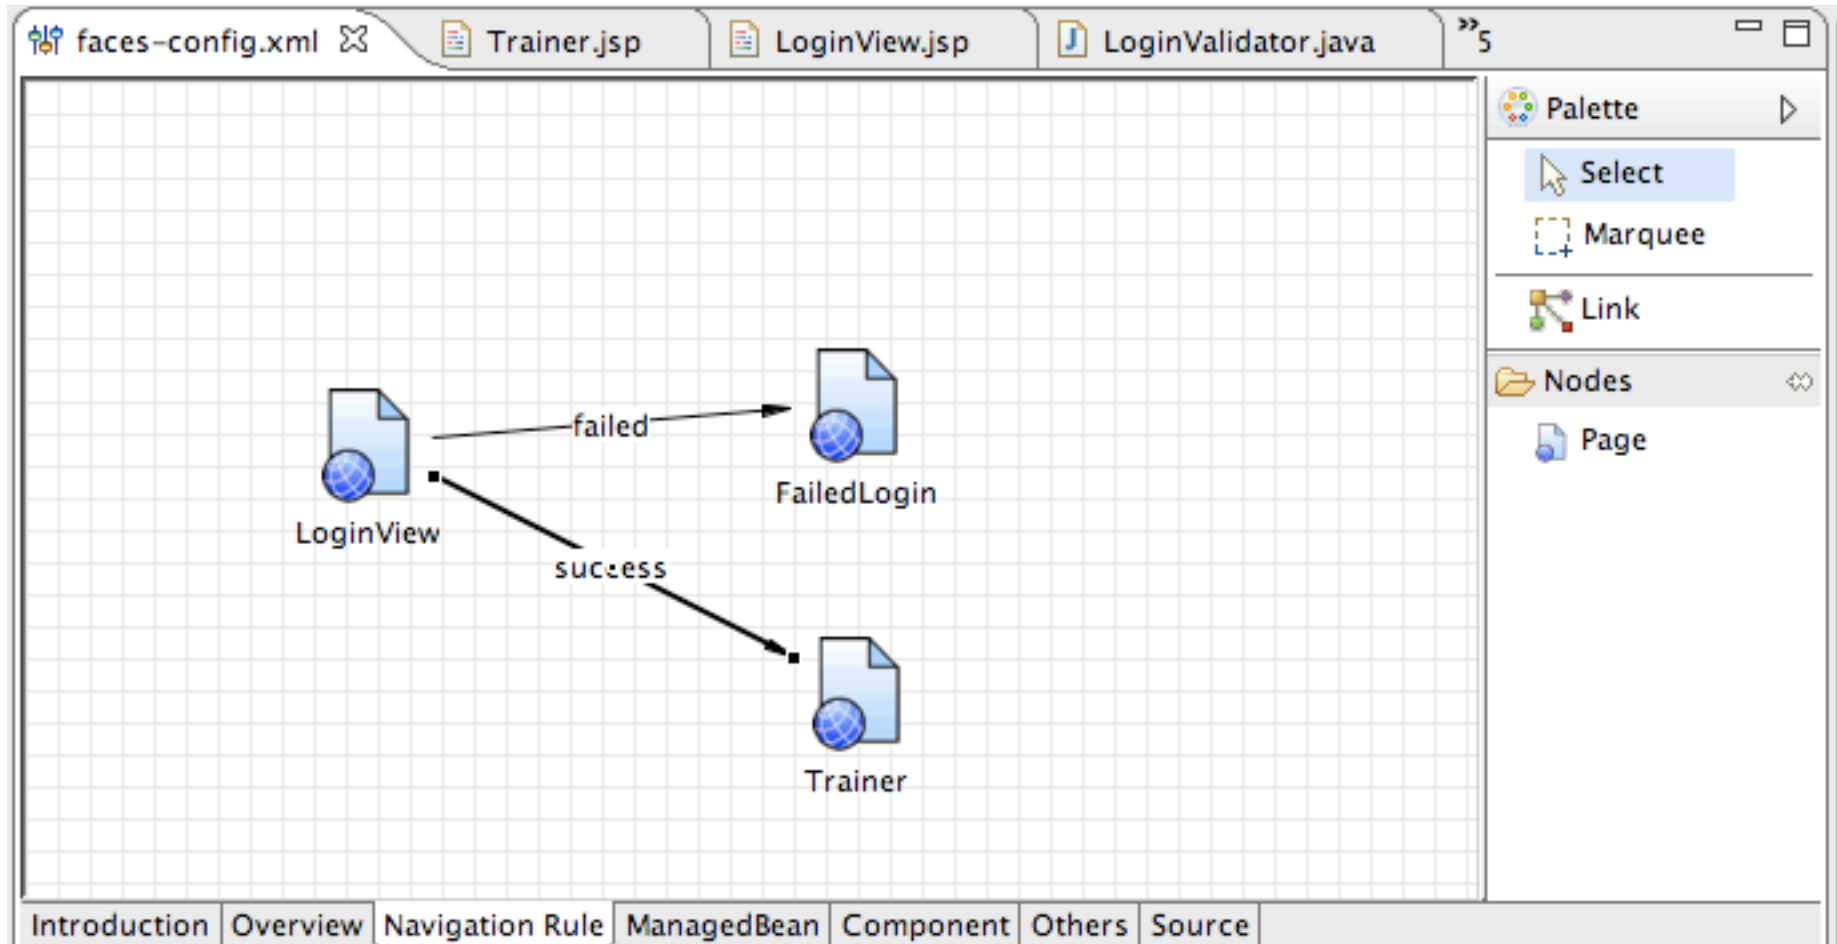 faces-config.xml
Trainer.jsp
LoginView.jsp
LoginValidator.java
»5
Palette
Select
Marquee
Link
Nodes
Page
failed
FailedLogin
LoginView
success
Trainer
Introduction Overview Navigation Rule ManagedBean Component Others Source